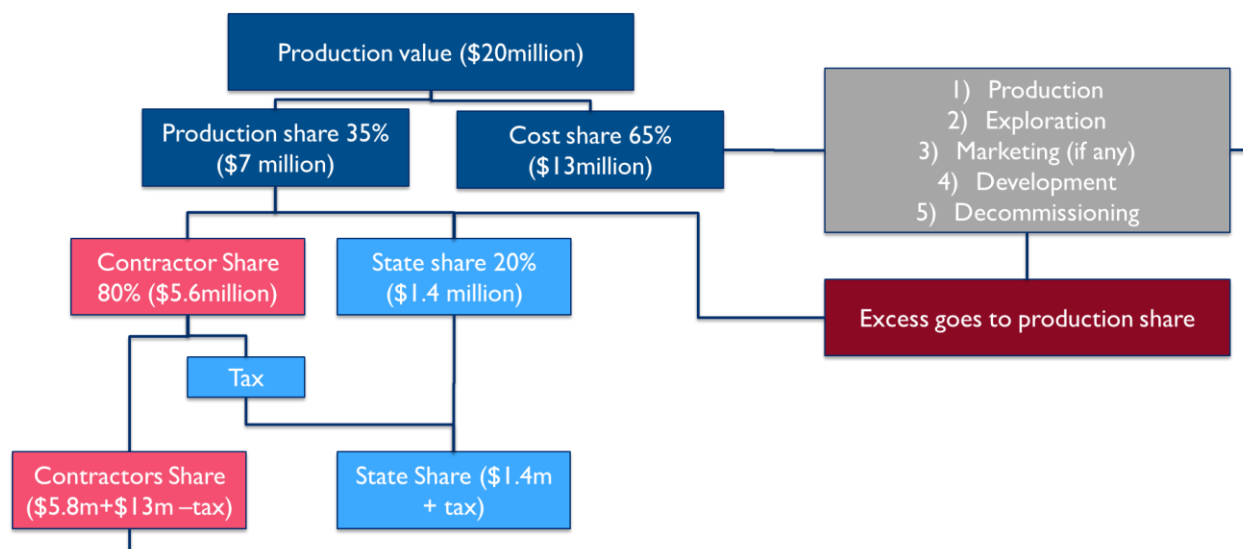 Production value ($20million)
Production share 35%
($7 million)
Cost share 65%
($13million)
1) Production
2) Exploration
3) Marketing (if any)
4) Development
5) Decommissioning
Contractor Share
80% ($5.6million)
State share 20%
($1.4 million)
Excess goes to production share
Tax
Contractors Share
($5.8m+$13m –tax)
State Share ($1.4m
+ tax)